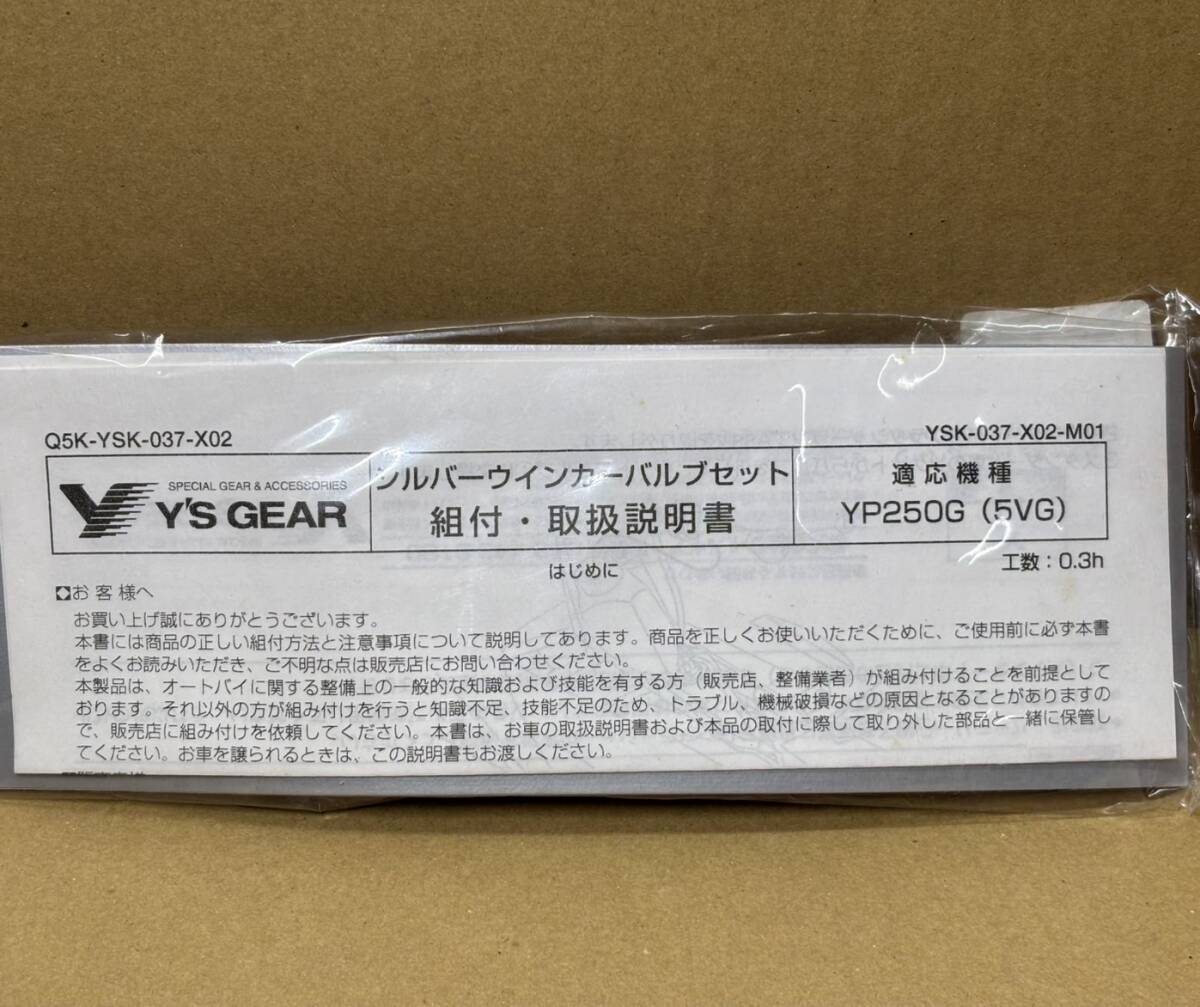 Q5K-YSK-037-X02
YSK-037-X02-M01
SPECIAL GEAR & ACCESSORIES
Y'S GEAR
シルバーウインカーバルブセット
組付・取扱説明書
適応機種
YP250G（5VG）
工数：0.3h
はじめに
お客様へ
お買い上げ誠にありがとうございます。
本書には商品の正しい組付方法と注意事項について説明してあります。商品を正しくお使いいただくために、ご使用前に必ず本書
をよくお読みいただき、ご不明な点は販売店にお問い合わせください。
本製品は、オートバイに関する整備上の一般的な知識および技能を有する方（販売店、整備業者）が組み付けることを前提として
おります。それ以外の方が組み付けを行うと知識不足、技能不足のため、トラブル、機械破損などの原因となることがありますの
で、販売店に組み付けを依頼してください。本書は、お車の取扱説明書および本品の取付に際して取り外した部品と一緒に保管し
てください。お車を譲られるときは、この説明書もお渡しください。